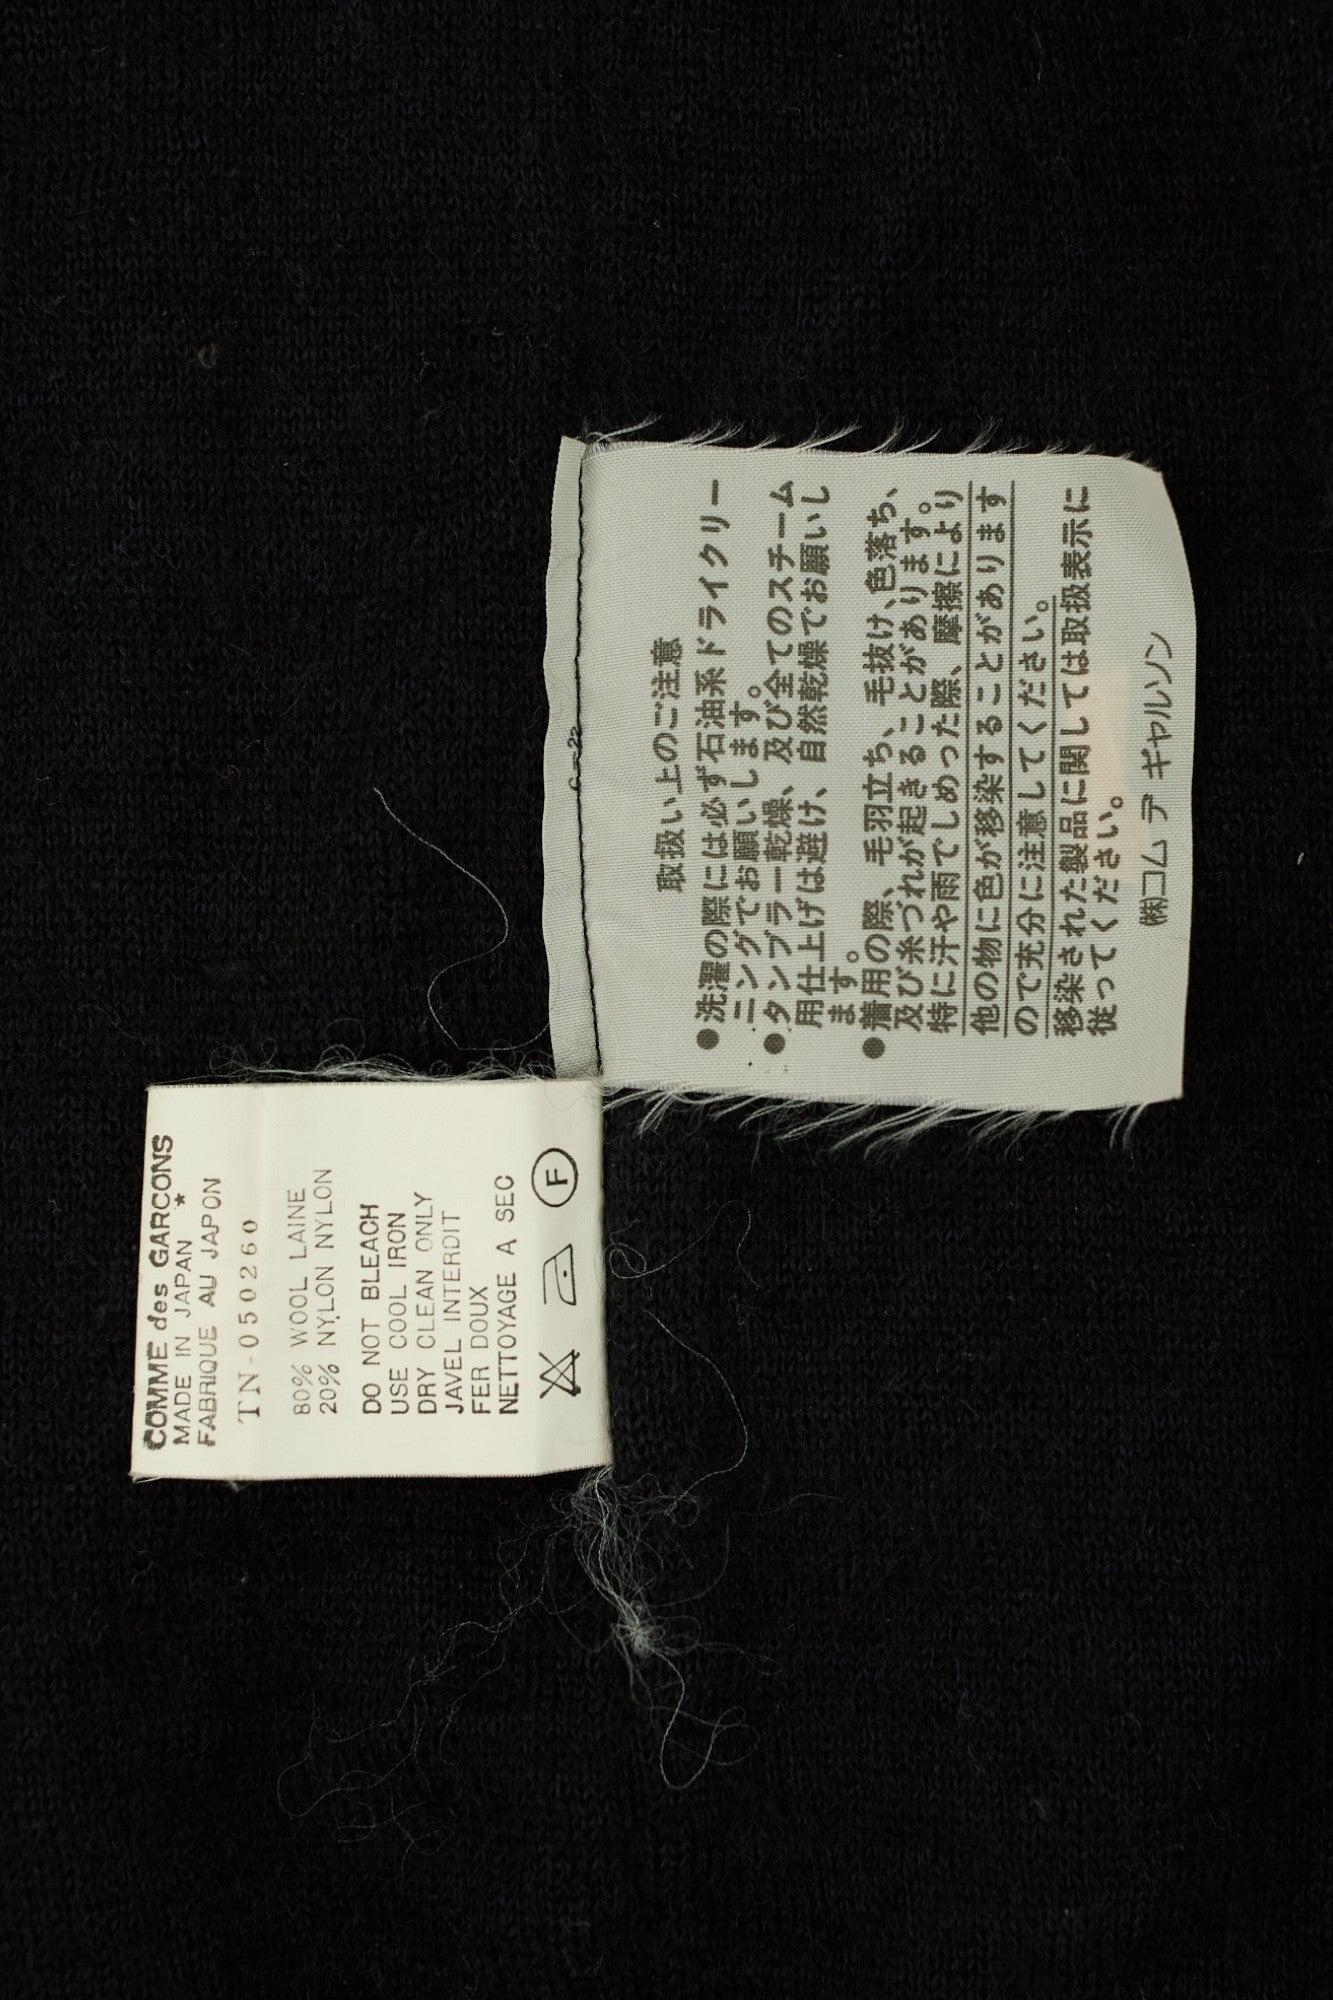 COMME des GARCONS
MADE IN JAPAN *
FABRIQUE AU JAPON
TN-050260
80% WOOL LAINE
20% NYLON NYLON
DO NOT BLEACH
USE COOL IRON
DRY CLEAN ONLY
JAVEL INTERDIT
FER DOUX
NETTOYAGE A SEC
F
取扱い上のご注意
●洗濯の際には必ず石油系ドライクリー
ニングでお願いします。
●タンブラー乾燥、及び全てのスチーム
用仕上げは避け、自然乾燥でお願いし
ます。
●着用の際、毛羽立ち、毛抜け、色落ち、
及び糸づれが起きることがあります。
特に汗や雨でしめった際、摩擦により
他の物に色が移染することがあります
ので充分に注意してください。
移染された製品に関しては取扱表示に
従ってください。
㈱コム デ ギャルソン